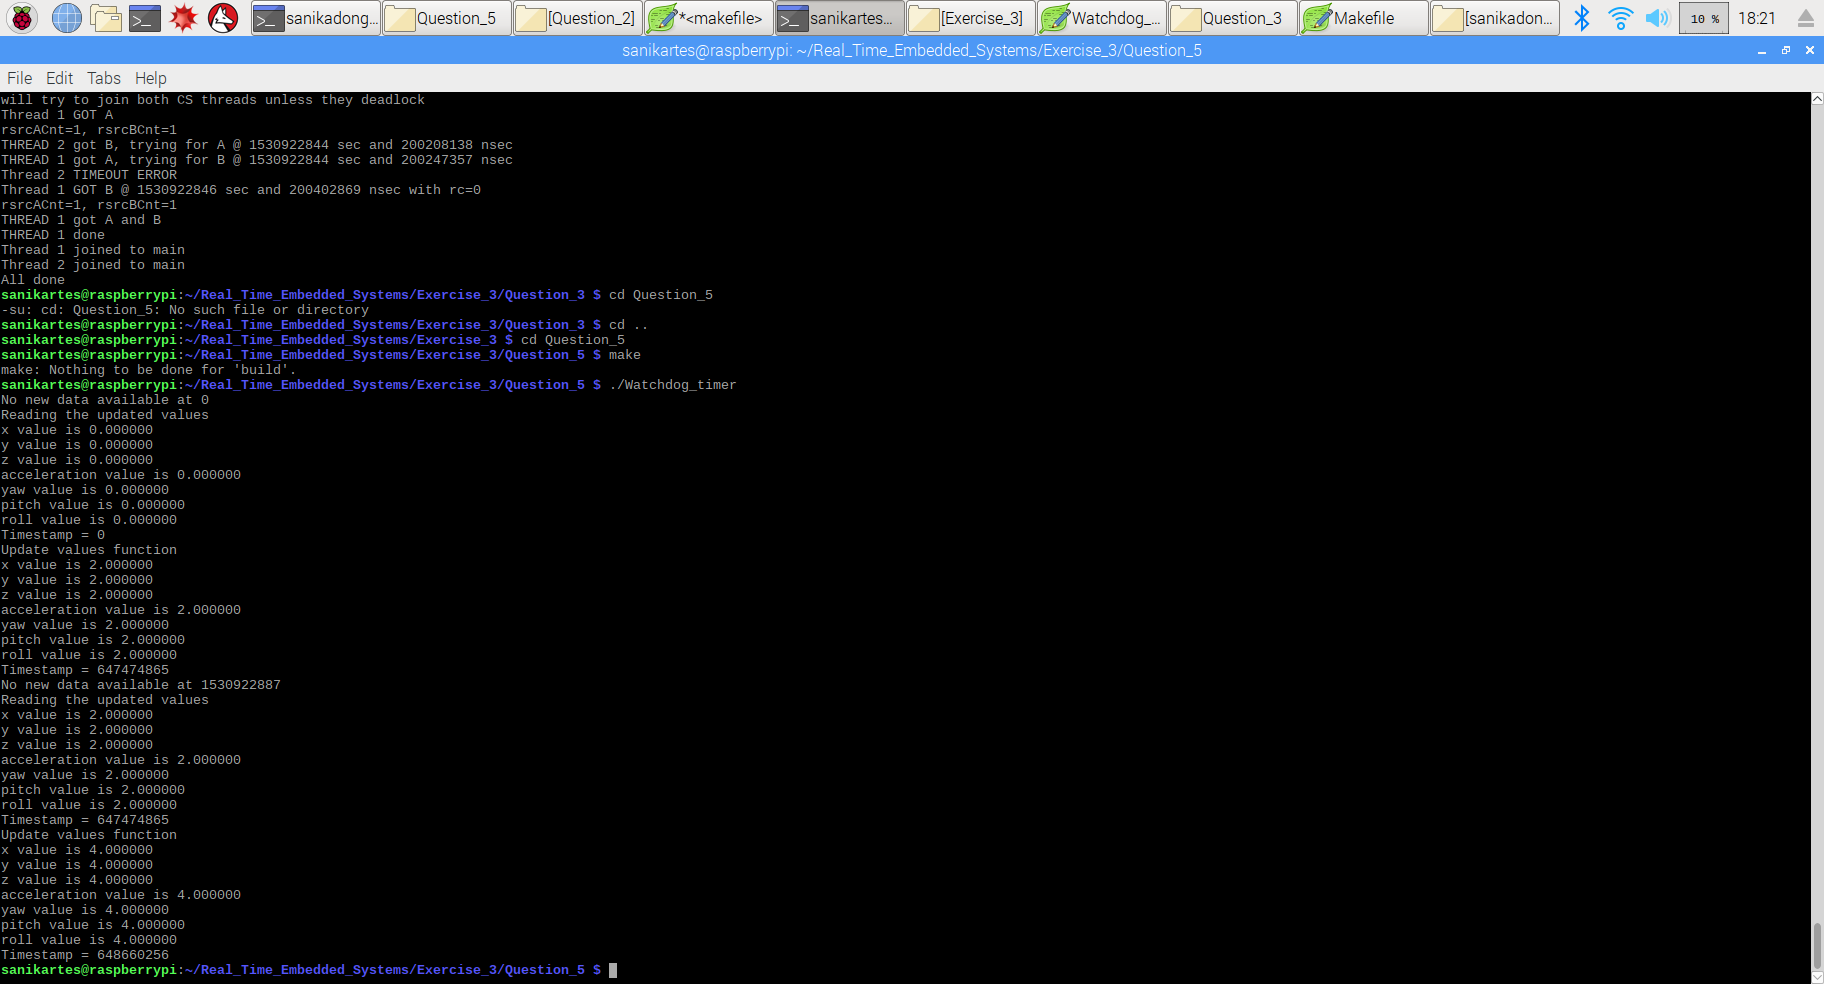 sanikadong...
Question_5
[Question_2]
*<makefile>
sanikartes...
[Exercise_3]
Watchdog_...
Question_3
Makefile
[sanikadon...
10 %
18:21
sanikartes@raspberrypi: ~/Real_Time_Embedded_Systems/Exercise_3/Question_5
File Edit Tabs Help
will try to join both CS threads unless they deadlock
Thread 1 GOT A
rsrcACnt=1, rsrcBCnt=1
THREAD 2 got B, trying for A @ 1530922844 sec and 200208138 nsec
THREAD 1 got A, trying for B @ 1530922844 sec and 200247357 nsec
Thread 2 TIMEOUT ERROR
Thread 1 GOT B @ 1530922846 sec and 200402869 nsec with rc=0
rsrcACnt=1, rsrcBCnt=1
THREAD 1 got A and B
THREAD 1 done
Thread 1 joined to main
Thread 2 joined to main
All done
sanikartes@raspberrypi:~/Real_Time_Embedded_Systems/Exercise_3/Question_3 $ cd Question_5
-su: cd: Question_5: No such file or directory
sanikartes@raspberrypi:~/Real_Time_Embedded_Systems/Exercise_3/Question_3 $ cd ..
sanikartes@raspberrypi:~/Real_Time_Embedded_Systems/Exercise_3 $ cd Question_5
sanikartes@raspberrypi:~/Real_Time_Embedded_Systems/Exercise_3/Question_5 $ make
make: Nothing to be done for 'build'.
sanikartes@raspberrypi:~/Real_Time_Embedded_Systems/Exercise_3/Question_5 $ ./Watchdog_timer
No new data available at 0
Reading the updated values
x value is 0.000000
y value is 0.000000
z value is 0.000000
acceleration value is 0.000000
yaw value is 0.000000
pitch value is 0.000000
roll value is 0.000000
Timestamp = 0
Update values function
x value is 2.000000
y value is 2.000000
z value is 2.000000
acceleration value is 2.000000
yaw value is 2.000000
pitch value is 2.000000
roll value is 2.000000
Timestamp = 647474865
No new data available at 1530922887
Reading the updated values
x value is 2.000000
y value is 2.000000
z value is 2.000000
acceleration value is 2.000000
yaw value is 2.000000
pitch value is 2.000000
roll value is 2.000000
Timestamp = 647474865
Update values function
x value is 4.000000
y value is 4.000000
z value is 4.000000
acceleration value is 4.000000
yaw value is 4.000000
pitch value is 4.000000
roll value is 4.000000
Timestamp = 648660256
sanikartes@raspberrypi:~/Real_Time_Embedded_Systems/Exercise_3/Question_5 $